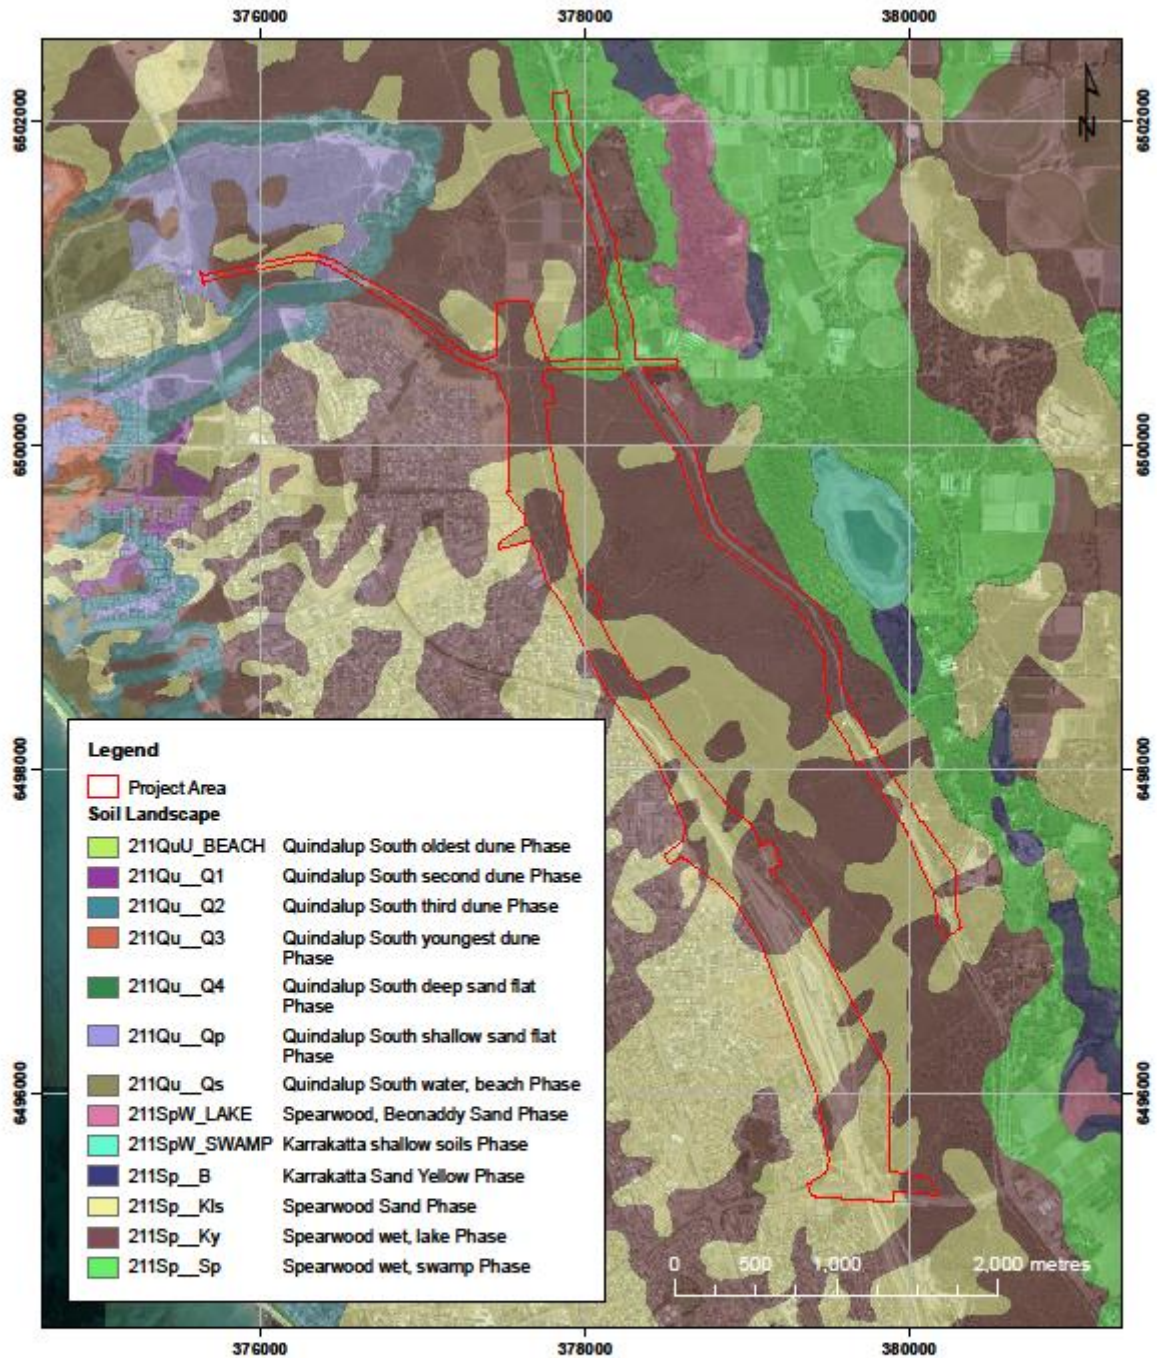 376000 378000 380000
6502000 6502000
6500000 6500000
6498000 6498000
6496000 6496000
N
Legend
Project Area
Soil Landscape
211QuU_BEACH Quindalup South oldest dune Phase
211Qu__Q1 Quindalup South second dune Phase
211Qu__Q2 Quindalup South third dune Phase
211Qu__Q3 Quindalup South youngest dune
Phase
211Qu__Q4 Quindalup South deep sand flat
Phase
211Qu__Qp Quindalup South shallow sand flat
Phase
211Qu__Qs Quindalup South water, beach Phase
211SpW_LAKE Spearwood, Beonaddy Sand Phase
211SpW_SWAMP Karrakatta shallow soils Phase
211Sp__B Karrakatta Sand Yellow Phase
211Sp__Kls Spearwood Sand Phase
211Sp__Ky Spearwood wet, lake Phase
211Sp__Sp Spearwood wet, swamp Phase
0 500 1,000 2,000 metres
376000 378000 380000